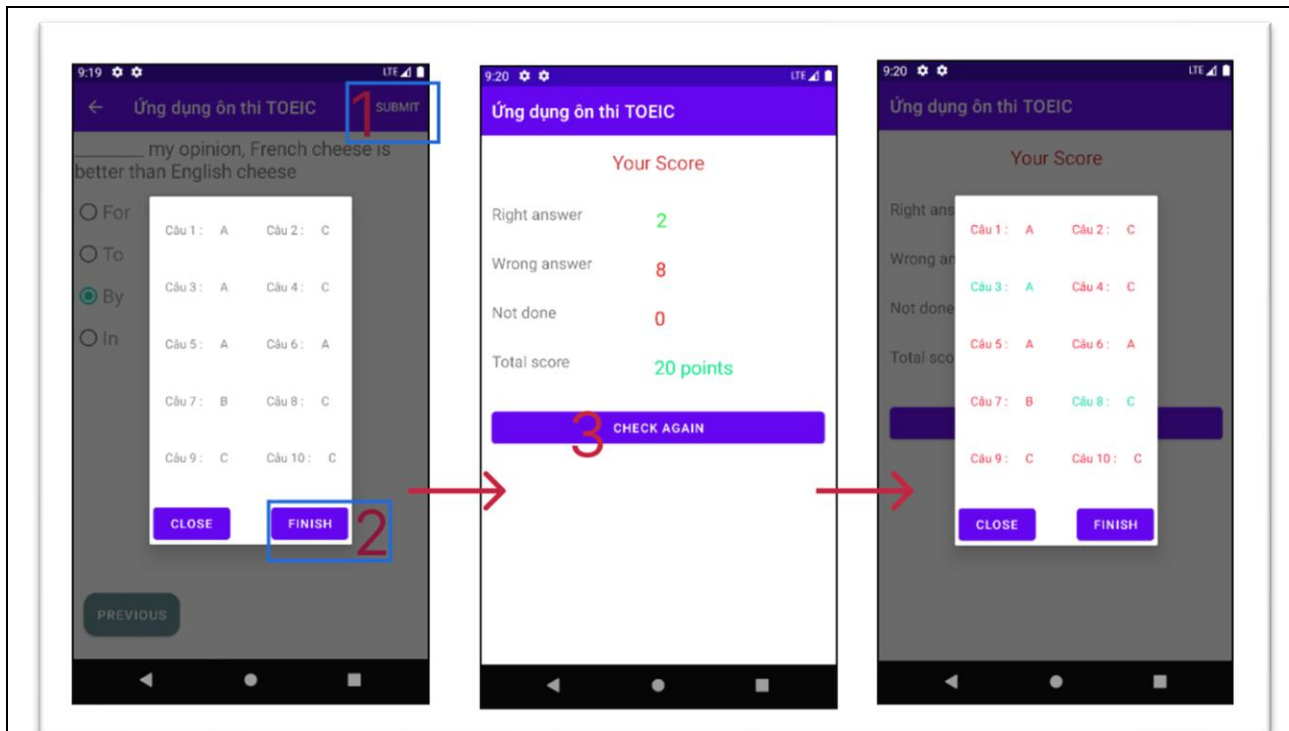 9:19 LTE
Ứng dụng ôn thi TOEIC 1 SUBMIT
_______ my opinion, French cheese is
better than English cheese
For
To
By
In
Câu 1 : A Câu 2 : C
Câu 3 : A Câu 4 : C
Câu 5 : A Câu 6 : A
Câu 7 : B Câu 8 : C
Câu 9 : C Câu 10 : C
CLOSE FINISH 2
PREVIOUS
9:20 LTE
Ứng dụng ôn thi TOEIC
Your Score
Right answer 2
Wrong answer 8
Not done 0
Total score 20 points
3 CHECK AGAIN
9:20 LTE
Ứng dụng ôn thi TOEIC
Your Score
Right ans
Wrong an
Not done
Total sco
Câu 1 : A Câu 2 : C
Câu 3 : A Câu 4 : C
Câu 5 : A Câu 6 : A
Câu 7 : B Câu 8 : C
Câu 9 : C Câu 10 : C
CLOSE FINISH